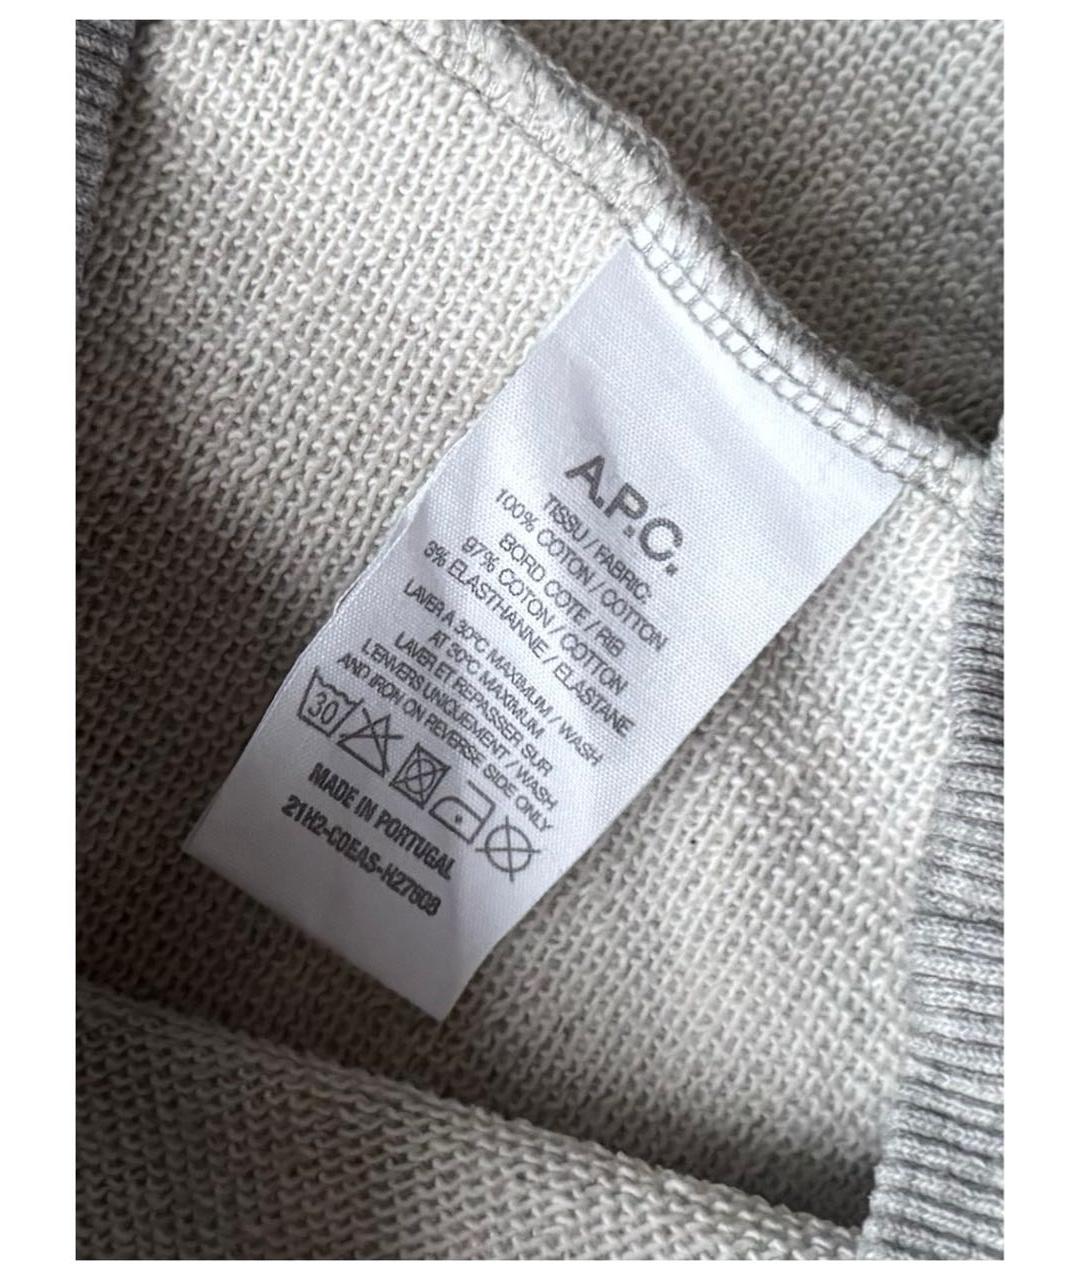 A.P.C.
TISSU / FABRIC:
100% COTON / COTTON
BORD COTE / RIB
97% COTON / COTTON
3% ELASTHANNE / ELASTANE
LAVER A 30°C MAXIMUM / WASH
AT 30°C MAXIMUM
LAVER ET REPASSER SUR
L'ENVERS UNIQUEMENT / WASH
AND IRON ON REVERSE SIDE ONLY
30
MADE IN PORTUGAL
21H2-COEAS-H27608